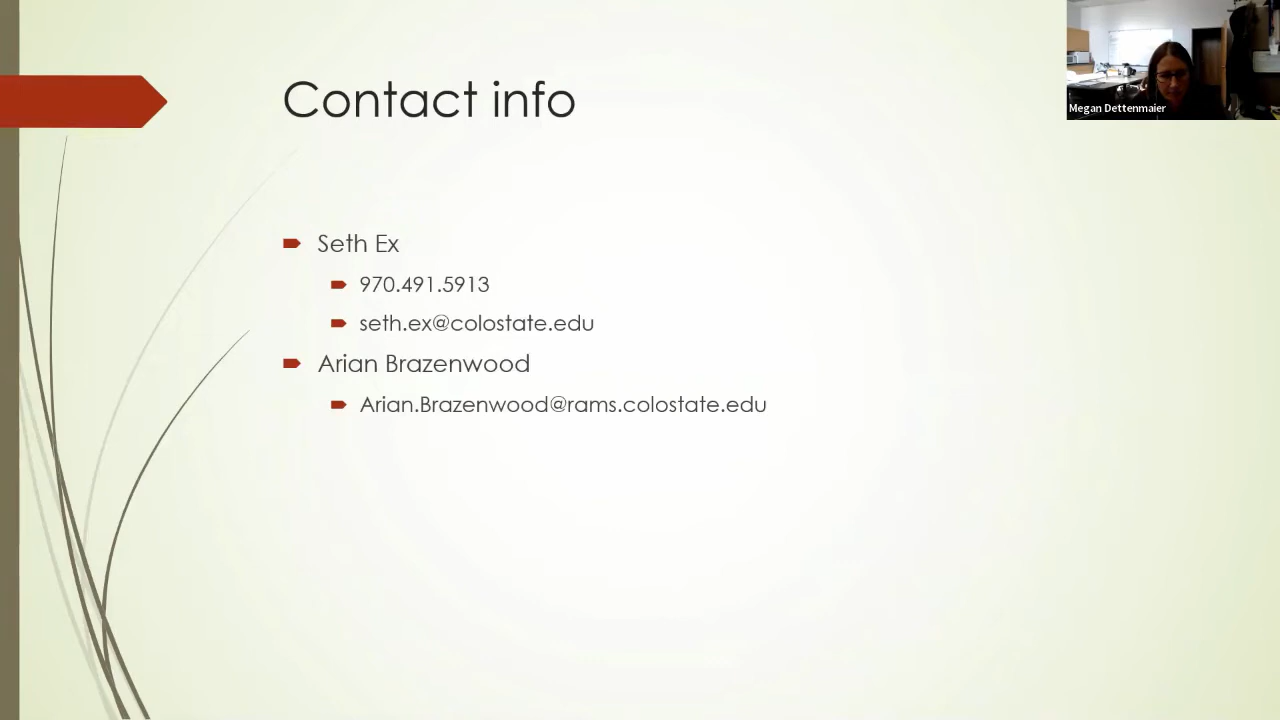 Contact info
Seth Ex
970.491.5913
seth.ex@colostate.edu
Arian Brazenwood
Arian.Brazenwood@rams.colostate.edu
Megan Dettenmaier